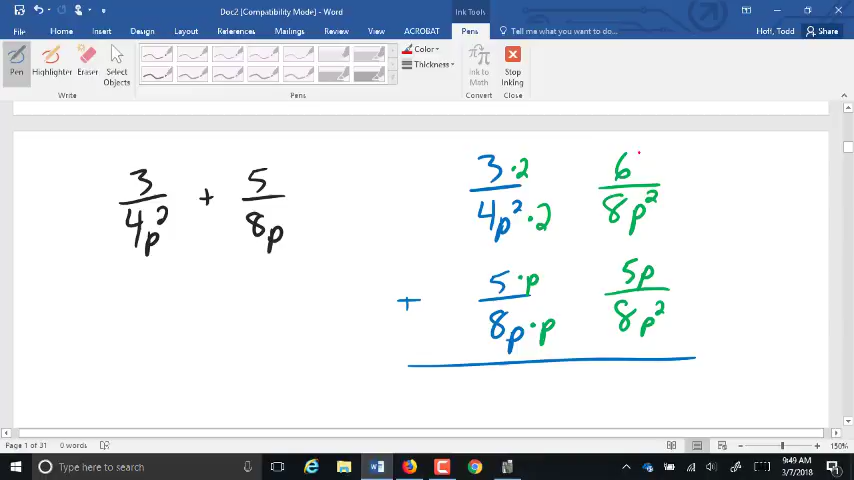 Doc2 [Compatibility Mode] - Word
Ink Tools
Hoff, Todd
File Home Insert Draw Design Layout References Mailings Review View ACROBAT Pens Tell me what you want to do... Share
Pen Highlighter Eraser Select Objects
Color
Thickness
Ink to Math
Stop Inking
Write Pens Convert Close
3/4p² + 5/8p
3·2/4p²·2 6/8p²
+ 5·p/8p·p 5p/8p²
Page 1 of 31 0 words 150%
Type here to search
9:49 AM
3/7/2018